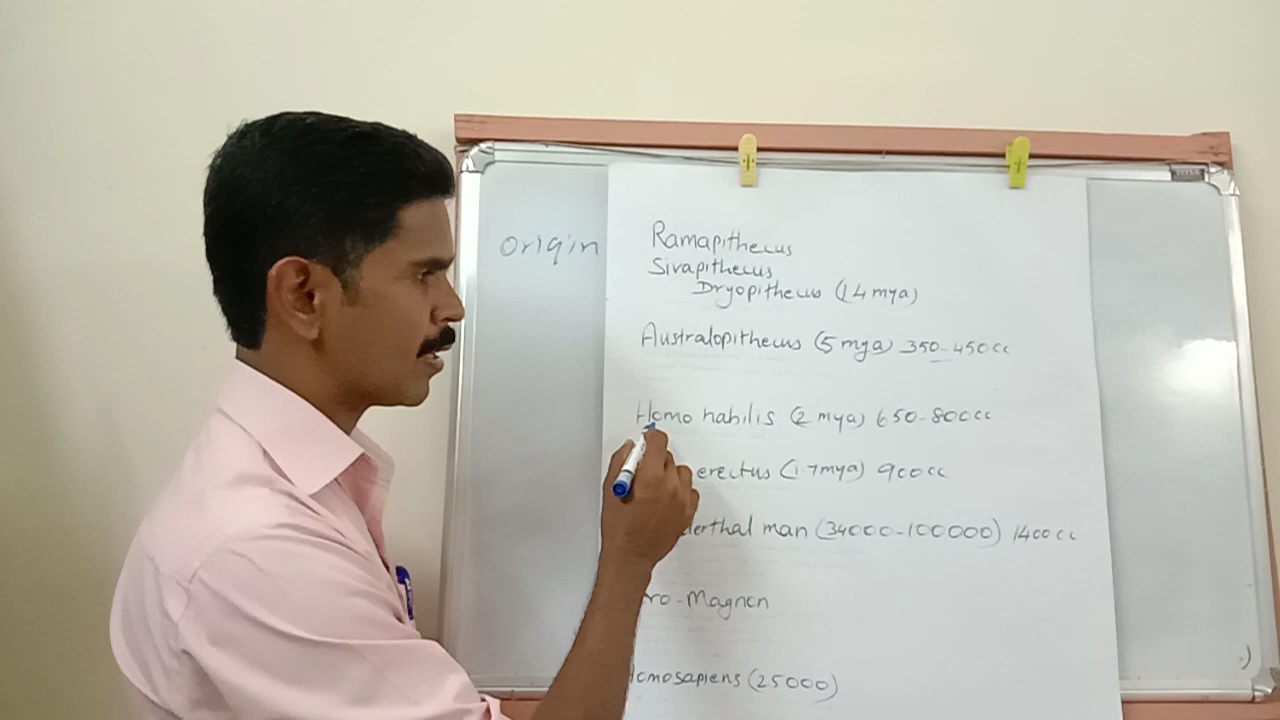 Origin
Ramapithecus
Sivapithecus
Dryopithecus (14 mya)
Australopithecus (5 mya) 350-450cc
Homo habilis (2 mya) 650-800cc
erectus (1.7mya) 900cc
derthal man (34000-100000) 1400cc
ro-Magnon
omosapiens (25000)